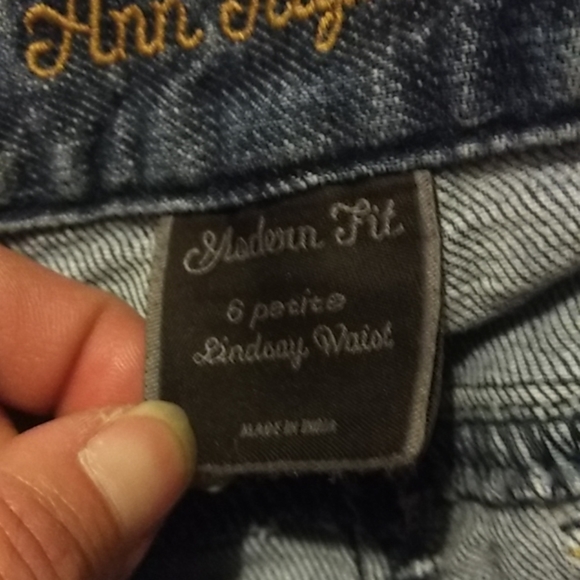 Ann
Modern Fit
6 petite
Lindsay Waist
MADE IN INDIA